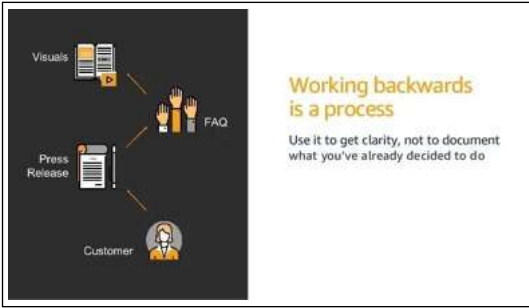 Visuals
FAQ
Press
Release
Customer
Working backwards
is a process
Use it to get clarity, not to document
what you've already decided to do